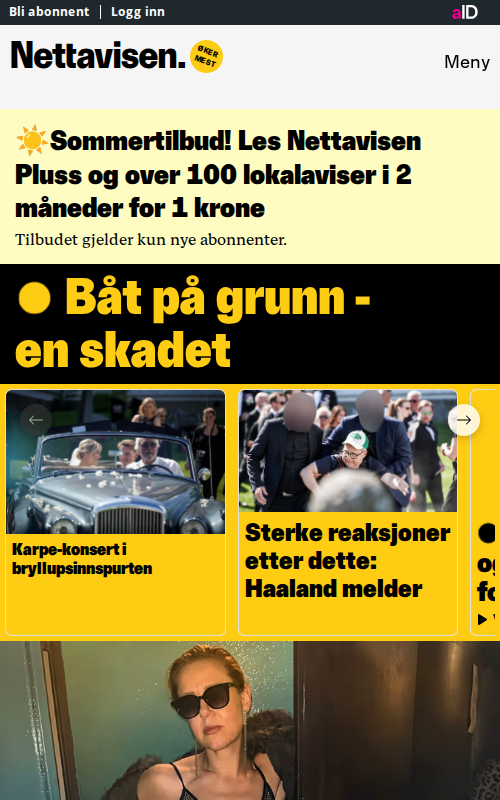 Bli abonnent
Logg inn
aID
Nettavisen.
ØKER
MEST
Meny
☀️Sommertilbud! Les Nettavisen
Pluss og over 100 lokalaviser i 2
måneder for 1 krone
Tilbudet gjelder kun nye abonnenter.
Båt på grunn -
en skadet
Karpe-konsert i
bryllupsinnspurten
Sterke reaksjoner
etter dette:
Haaland melder